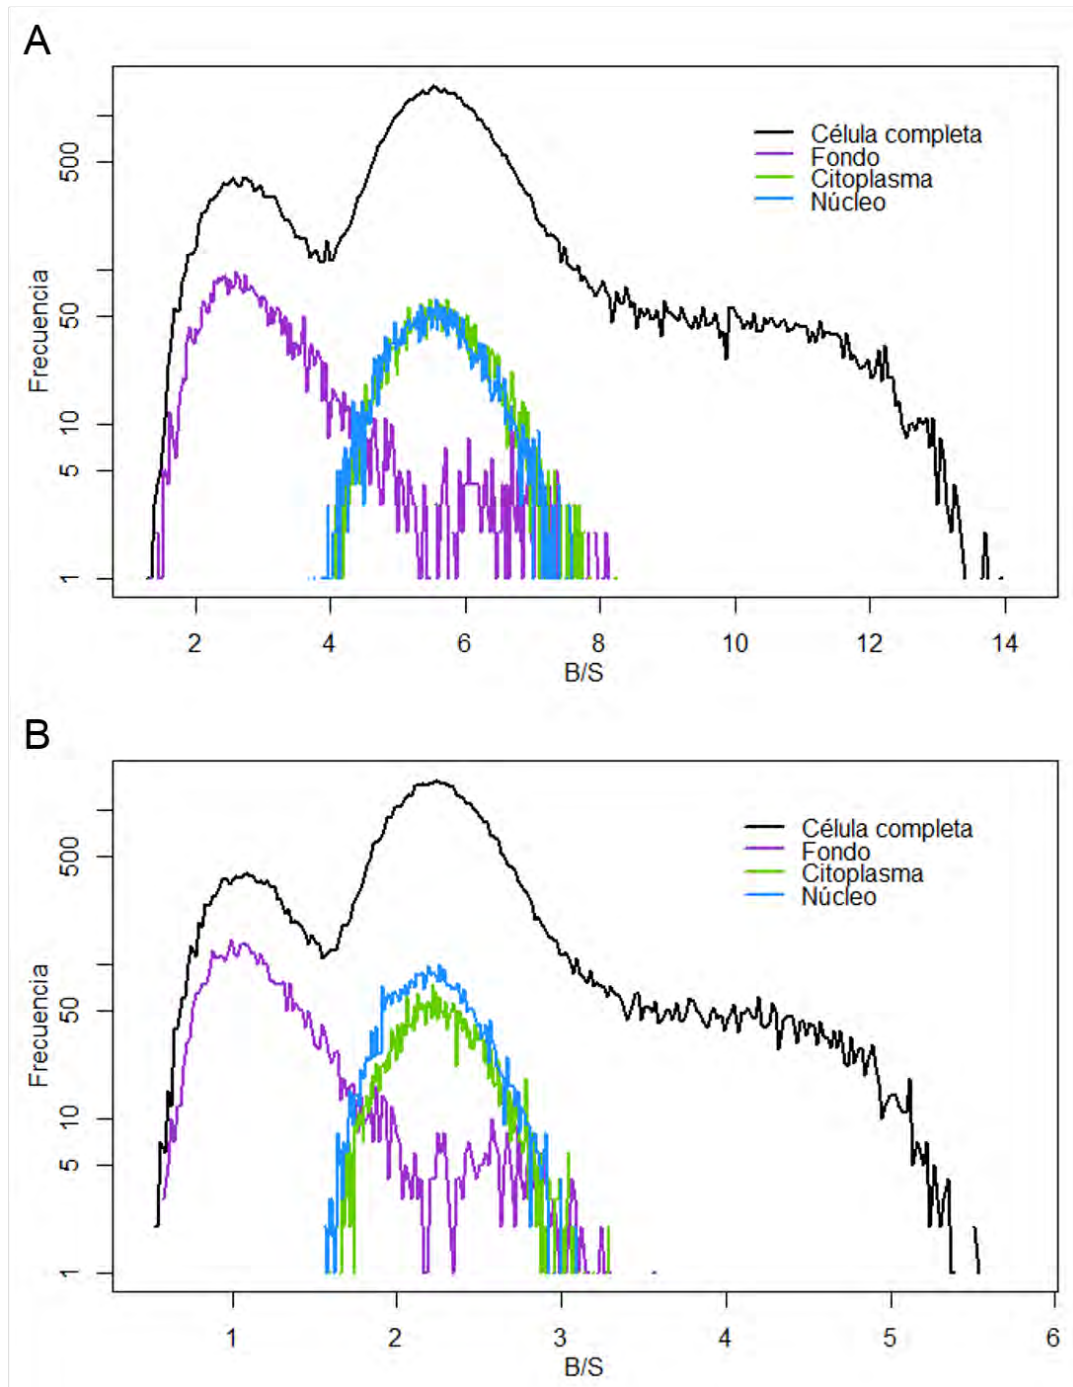 A
Célula completa
Fondo
Citoplasma
Núcleo
Frecuencia
500
50
10
5
1
2 4 6 8 10 12 14
B/S
B
Célula completa
Fondo
Citoplasma
Núcleo
Frecuencia
500
50
10
5
1
1 2 3 4 5 6
B/S